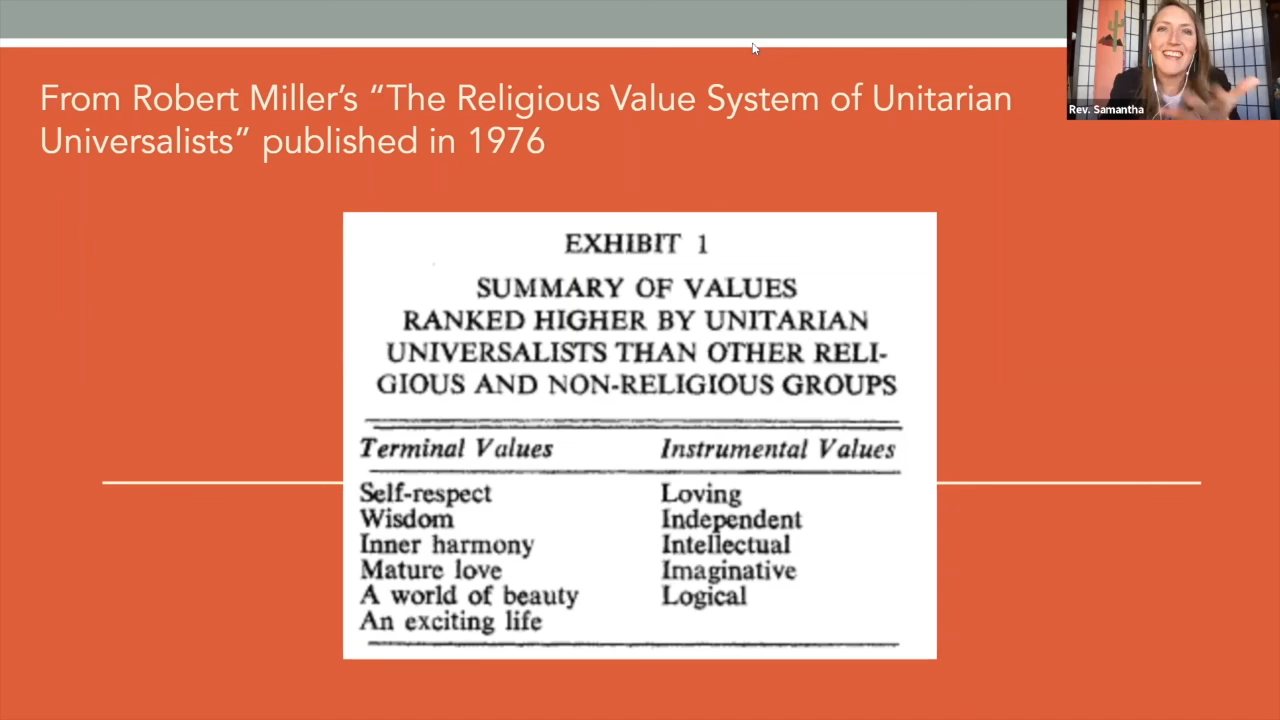 From Robert Miller’s “The Religious Value System of Unitarian
Universalists” published in 1976
Rev. Samantha
EXHIBIT 1
SUMMARY OF VALUES
RANKED HIGHER BY UNITARIAN
UNIVERSALISTS THAN OTHER RELI-
GIOUS AND NON-RELIGIOUS GROUPS
Terminal Values Instrumental Values
Self-respect Loving
Wisdom Independent
Inner harmony Intellectual
Mature love Imaginative
A world of beauty Logical
An exciting life